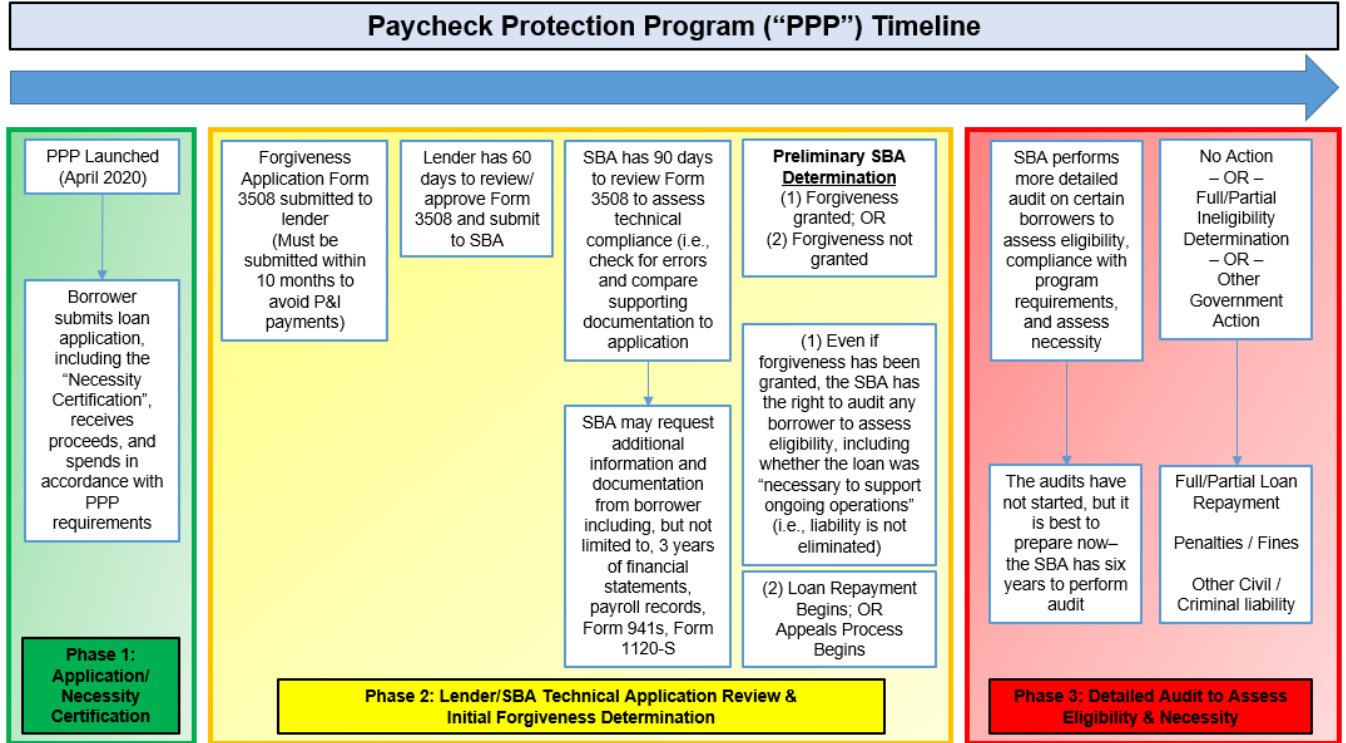 Paycheck Protection Program (“PPP”) Timeline
PPP Launched
(April 2020)
Borrower
submits loan
application,
including the
“Necessity
Certification”,
receives
proceeds, and
spends in
accordance with
PPP
requirements
Phase 1:
Application/
Necessity
Certification
Forgiveness
Application Form
3508 submitted to
lender
(Must be
submitted within
10 months to
avoid P&I
payments)
Lender has 60
days to review/
approve Form
3508 and submit
to SBA
SBA has 90 days
to review Form
3508 to assess
technical
compliance (i.e.,
check for errors
and compare
supporting
documentation to
application
SBA may request
additional
information and
documentation
from borrower
including, but not
limited to, 3 years
of financial
statements,
payroll records,
Form 941s, Form
1120-S
Preliminary SBA
Determination
(1) Forgiveness
granted; OR
(2) Forgiveness not
granted
(1) Even if
forgiveness has been
granted, the SBA has
the right to audit any
borrower to assess
eligibility, including
whether the loan was
“necessary to support
ongoing operations”
(i.e., liability is not
eliminated)
(2) Loan Repayment
Begins; OR
Appeals Process
Begins
Phase 2: Lender/SBA Technical Application Review &
Initial Forgiveness Determination
SBA performs
more detailed
audit on certain
borrowers to
assess eligibility,
compliance with
program
requirements,
and assess
necessity
The audits have
not started, but it
is best to
prepare now–
the SBA has six
years to perform
audit
No Action
– OR –
Full/Partial
Ineligibility
Determination
– OR –
Other
Government
Action
Full/Partial Loan
Repayment
Penalties / Fines
Other Civil /
Criminal liability
Phase 3: Detailed Audit to Assess
Eligibility & Necessity